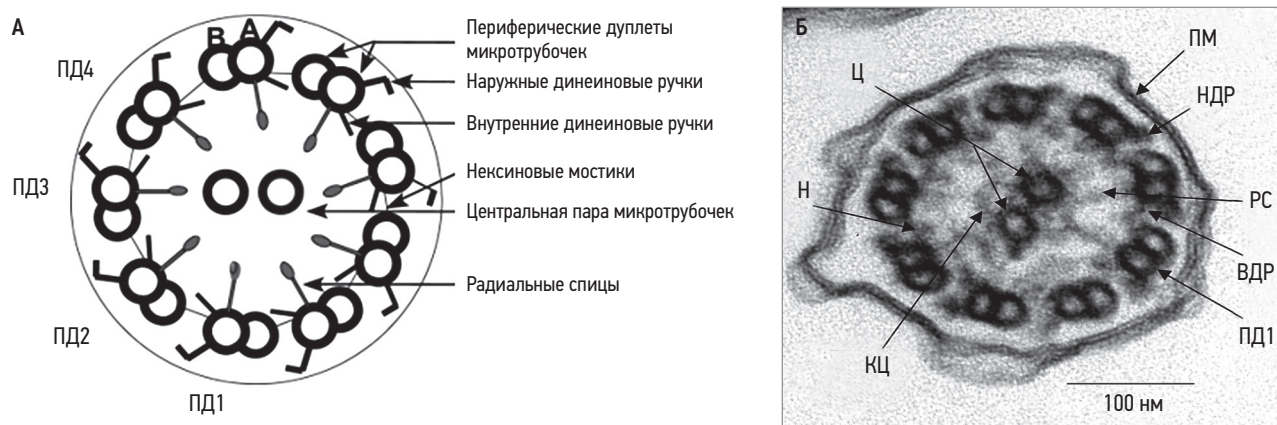 А
B A
ПД4
ПД3
ПД2
ПД1
Периферические дуплеты
микротрубочек
Наружные динеиновые ручки
Внутренние динеиновые ручки
Нексиновые мостики
Центральная пара микротрубочек
Радиальные спицы
Б
Ц
ПМ
НДР
Н
РС
ВДР
ПД1
КЦ
100 нм